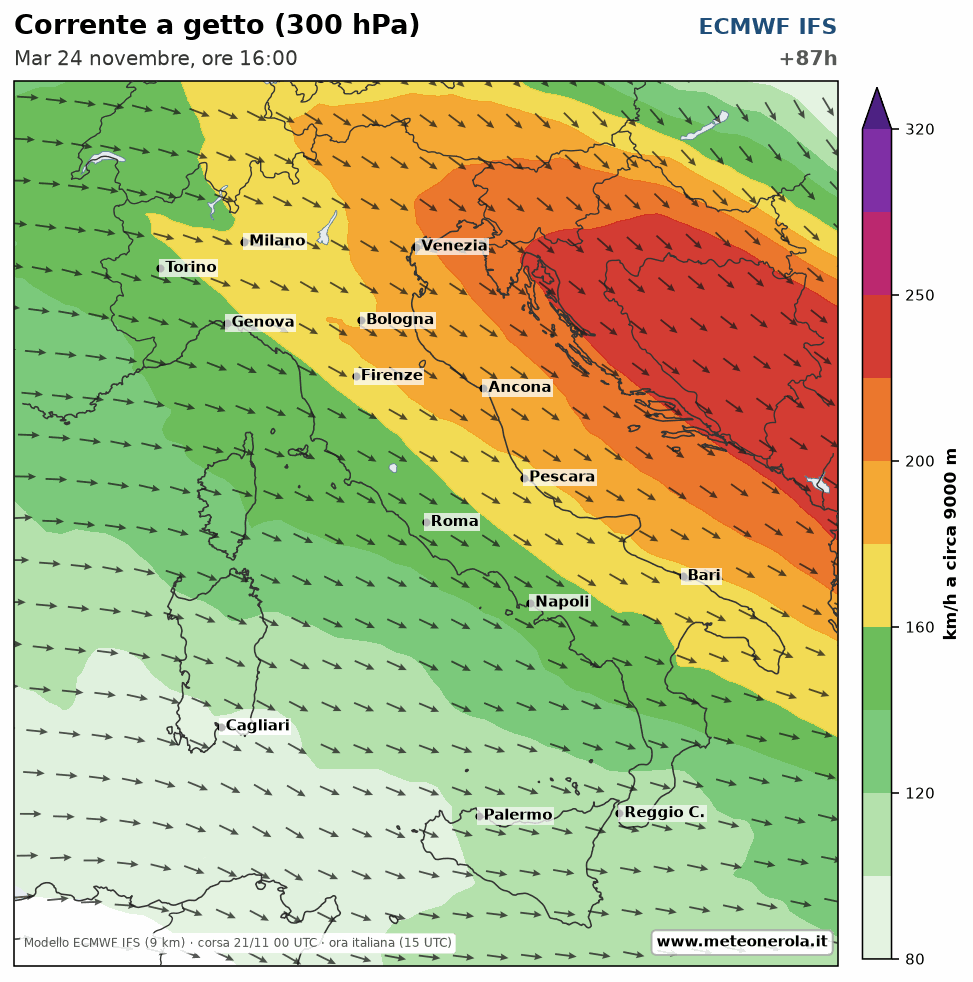 Corrente a getto (300 hPa)
ECMWF IFS
Mar 24 novembre, ore 16:00
+87h
320
Milano
Venezia
Torino
250
Genova
Bologna
Firenze
Ancona
200
Pescara
Roma
km/h a circa 9000 m
Bari
Napoli
160
Cagliari
120
Palermo
Reggio C.
Modello ECMWF IFS (9 km) · corsa 21/11 00 UTC · ora italiana (15 UTC)
www.meteonerola.it
80